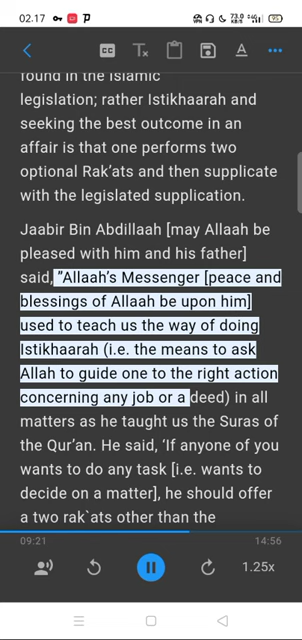 02.17
73.0 KB/s
95
CC
found in the Islamic
legislation; rather Istikhaarah and
seeking the best outcome in an
affair is that one performs two
optional Rak'ats and then supplicate
with the legislated supplication.
Jaabir Bin Abdillaah [may Allaah be
pleased with him and his father]
said, "Allaah's Messenger [peace and
blessings of Allaah be upon him]
used to teach us the way of doing
Istikhaarah (i.e. the means to ask
Allah to guide one to the right action
concerning any job or a deed) in all
matters as he taught us the Suras of
the Qur'an. He said, 'If anyone of you
wants to do any task [i.e. wants to
decide on a matter], he should offer
a two rak`ats other than the
09:21
14:56
1.25x